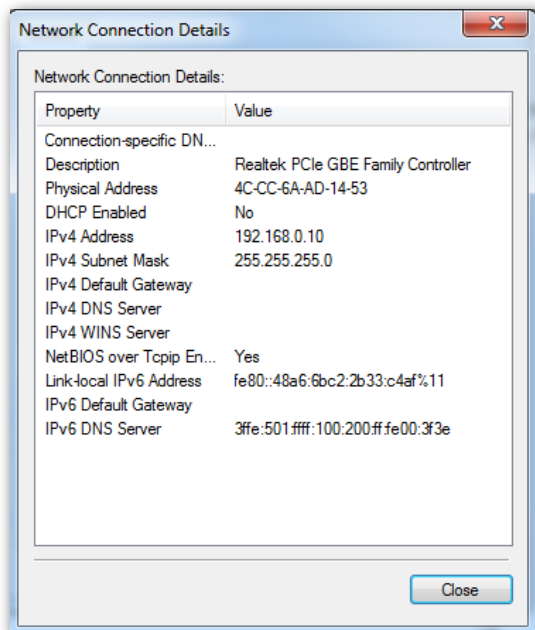 Network Connection Details
Network Connection Details:
Property Value
Connection-specific DN...
Description Realtek PCIe GBE Family Controller
Physical Address 4C-CC-6A-AD-14-53
DHCP Enabled No
IPv4 Address 192.168.0.10
IPv4 Subnet Mask 255.255.255.0
IPv4 Default Gateway
IPv4 DNS Server
IPv4 WINS Server
NetBIOS over Tcpip En... Yes
Link-local IPv6 Address fe80::48a6:6bc2:2b33:c4af%11
IPv6 Default Gateway
IPv6 DNS Server 3ffe:501:ffff:100:200:ff:fe00:3f3e
Close